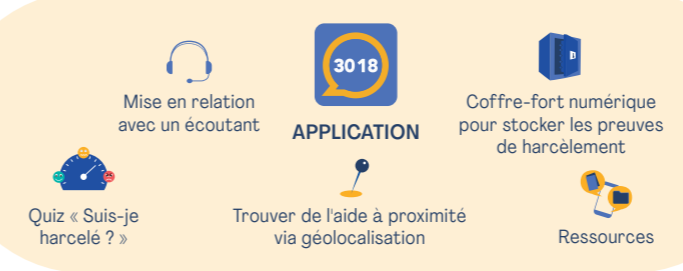 3018
APPLICATION
Mise en relation
avec un écoutant
Coffre-fort numérique
pour stocker les preuves
de harcèlement
Quiz « Suis-je
harcelé ? »
Trouver de l'aide à proximité
via géolocalisation
Ressources